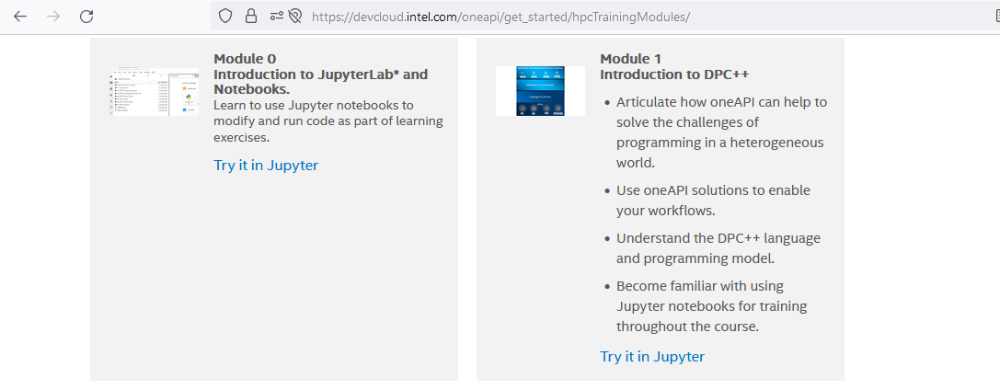 https://devcloud.intel.com/oneapi/get_started/hpcTrainingModules/
Module 0
Introduction to JupyterLab* and
Notebooks.
Learn to use Jupyter notebooks to
modify and run code as part of learning
exercises.
Try it in Jupyter
Module 1
Introduction to DPC++
• Articulate how oneAPI can help to
solve the challenges of
programming in a heterogeneous
world.
• Use oneAPI solutions to enable
your workflows.
• Understand the DPC++ language
and programming model.
• Become familiar with using
Jupyter notebooks for training
throughout the course.
Try it in Jupyter